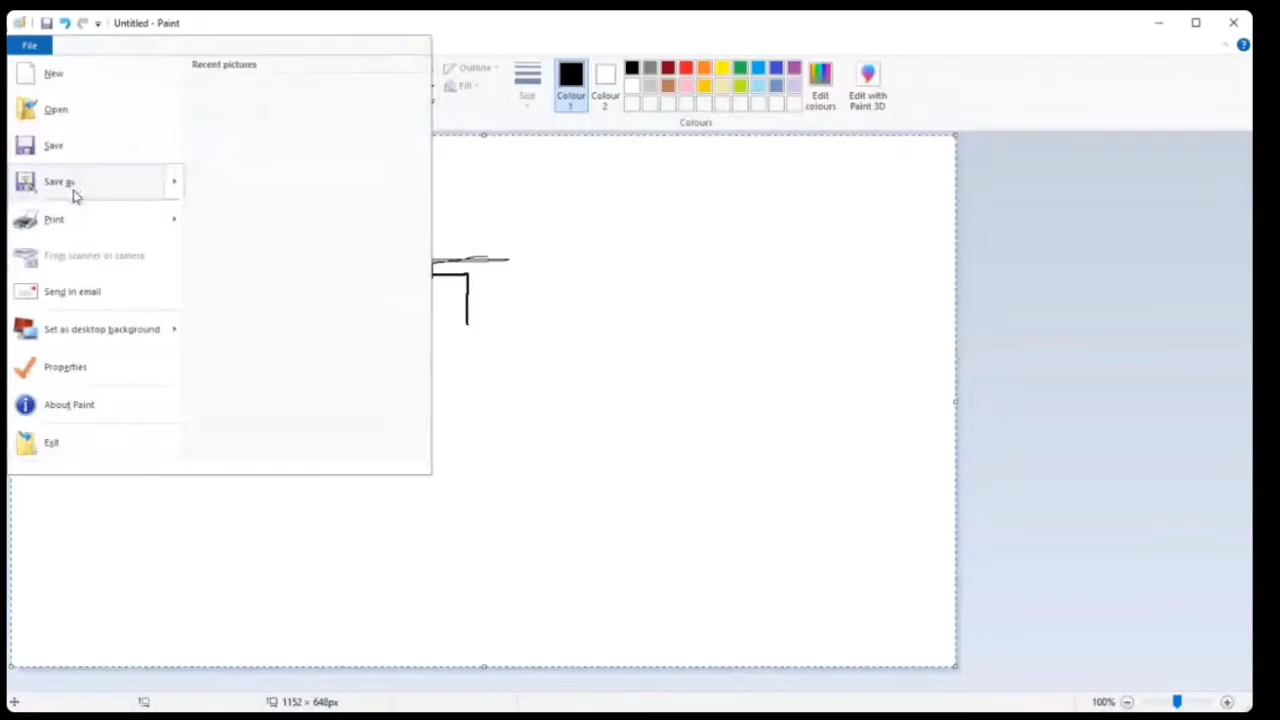 Untitled - Paint
File
Recent pictures
New
Open
Save
Save as
Print
From scanner or camera
Send in email
Set as desktop background
Properties
About Paint
Exit
Outline
Fill
Size
Colour
1
Colour
2
Edit
colours
Edit with
Paint 3D
Colours
1152 × 648px
100%